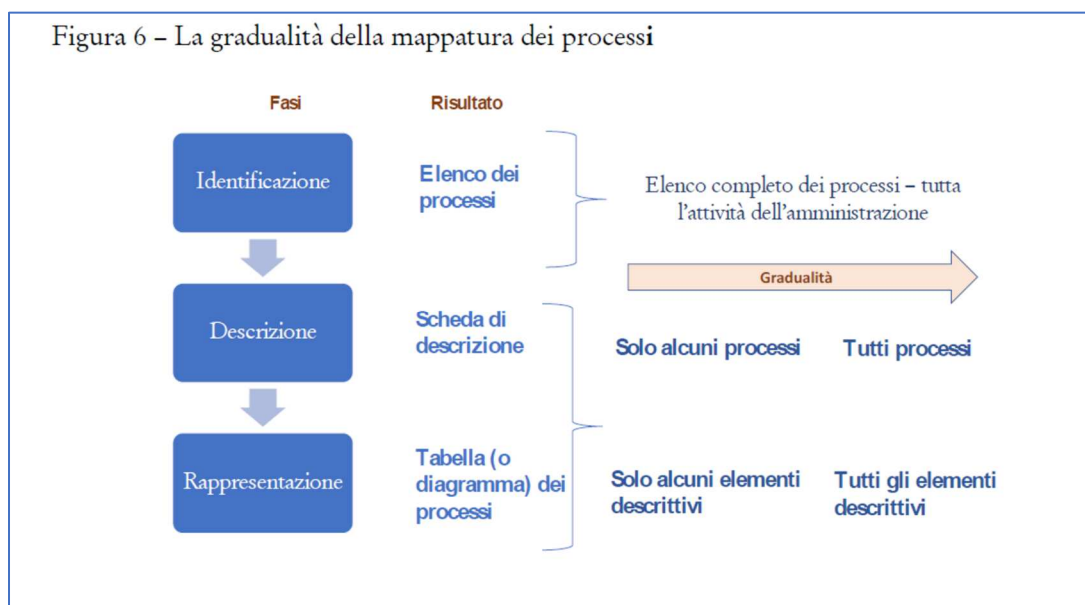 Figura 6 – La gradualità della mappatura dei processi
Fasi
Risultato
Identificazione
Elenco dei
processi
Elenco completo dei processi – tutta
l'attività dell'amministrazione
Gradualità
Descrizione
Scheda di
descrizione
Solo alcuni processi
Tutti processi
Rappresentazione
Tabella (o
diagramma) dei
processi
Solo alcuni elementi
descrittivi
Tutti gli elementi
descrittivi